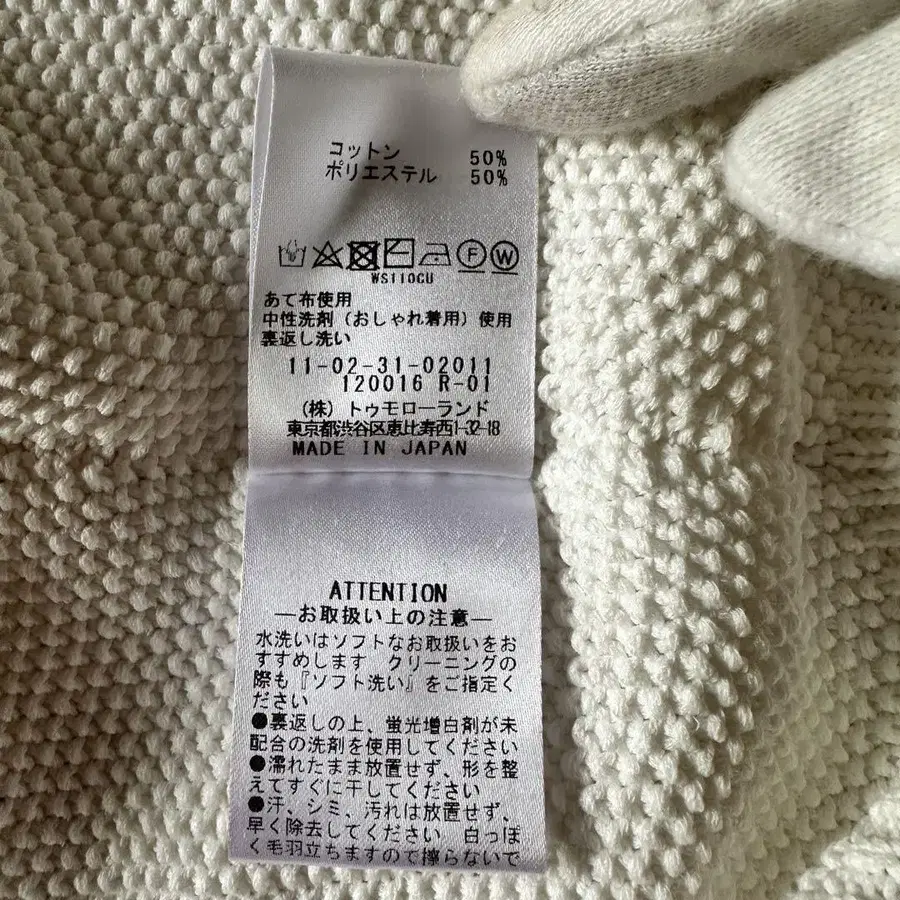 コットン 50%
ポリエステル 50%
F W
WS110CU
あて布使用
中性洗剤（おしゃれ着用）使用
裏返し洗い
11-02-31-02011
120016 R-01
（株）トゥモローランド
東京都渋谷区恵比寿西1-32-18
MADE IN JAPAN
ATTENTION
―お取扱い上の注意―
水洗いはソフトなお取扱いをお
すすめします クリーニングの
際も『ソフト洗い』をご指定く
ださい
●裏返しの上、蛍光増白剤が未
配合の洗剤を使用してください
●濡れたまま放置せず、形を整
えてすぐに干してください
●汗、シミ、汚れは放置せず、
早く除去してください 白っぽ
く毛羽立ちますので擦らないで